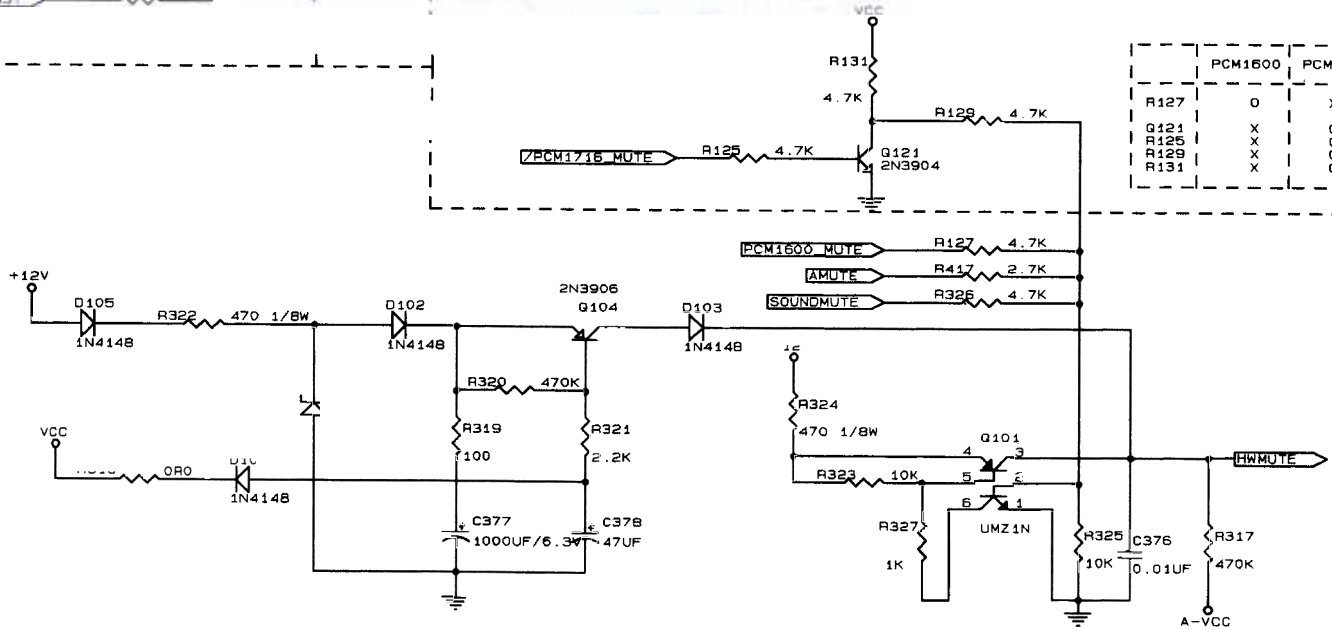 VCC
R131
4.7K
R129 4.7K
/PCM1716_MUTE
R125 4.7K
Q121
2N3904
PCM1600
R127 O
Q121 X
R125 X
R129 X
R131 X
PCM1600_MUTE
R127 4.7K
AMUTE
R417 2.7K
SOUNDMUTE
R326 4.7K
+12V
D105
1N4148
R322 470 1/8W
D102
1N4148
2N3906
Q104
D103
1N4148
R320 470K
R319
100
R321
2.2K
VCC
0R0
1N4148
C377
1000UF/6.3V
C378
47UF
R324
470 1/8W
R323 10K
Q101
4 3
5 2
6 1
UMZ1N
R327
1K
R325
10K
C376
0.01UF
HWMUTE
R317
470K
A-VCC